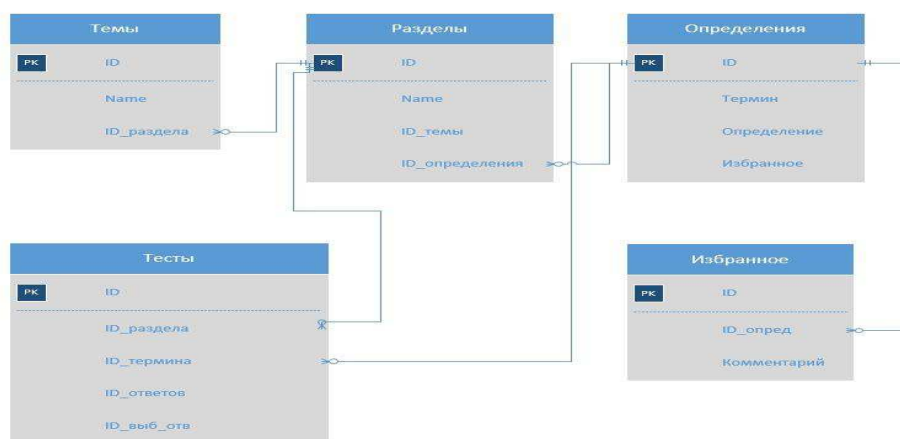 Темы
PK ID
Name
ID_раздела
Разделы
PK ID
Name
ID_темы
ID_определения
Определения
PK ID
Термин
Определение
Избранное
Тесты
PK ID
ID_раздела
ID_термина
ID_ответов
ID_выб_отв
Избранное
PK ID
ID_опред
Комментарий